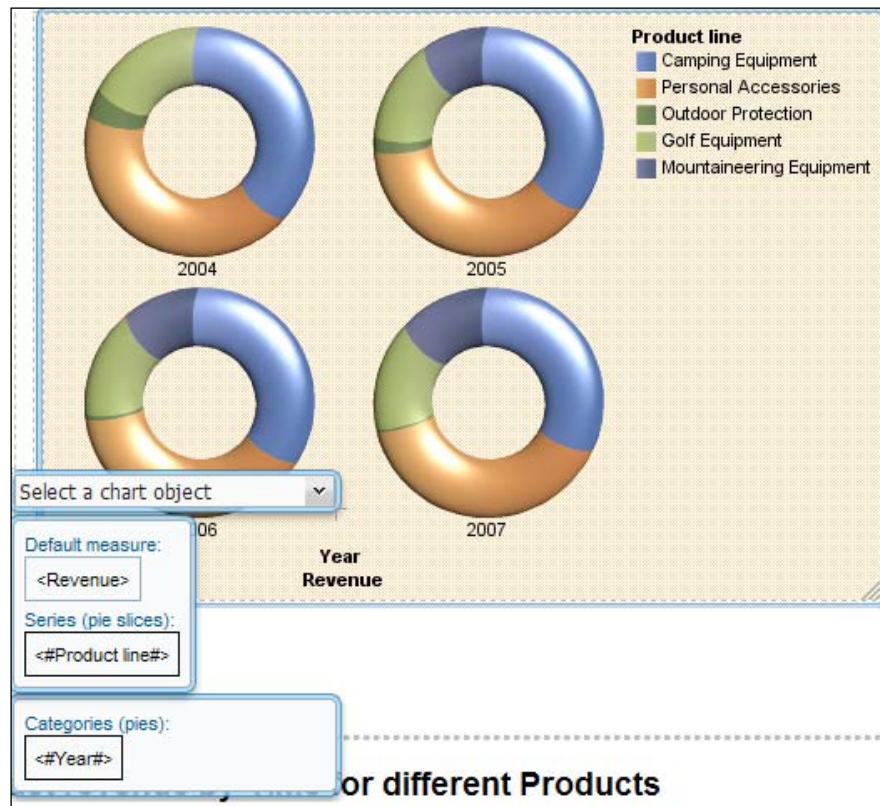 Product line
Camping Equipment
Personal Accessories
Outdoor Protection
Golf Equipment
Mountaineering Equipment
2004
2005
Select a chart object
06
2007
Year
Revenue
Default measure:
<Revenue>
Series (pie slices):
<#Product line#>
Categories (pies):
<#Year#>
or different Products